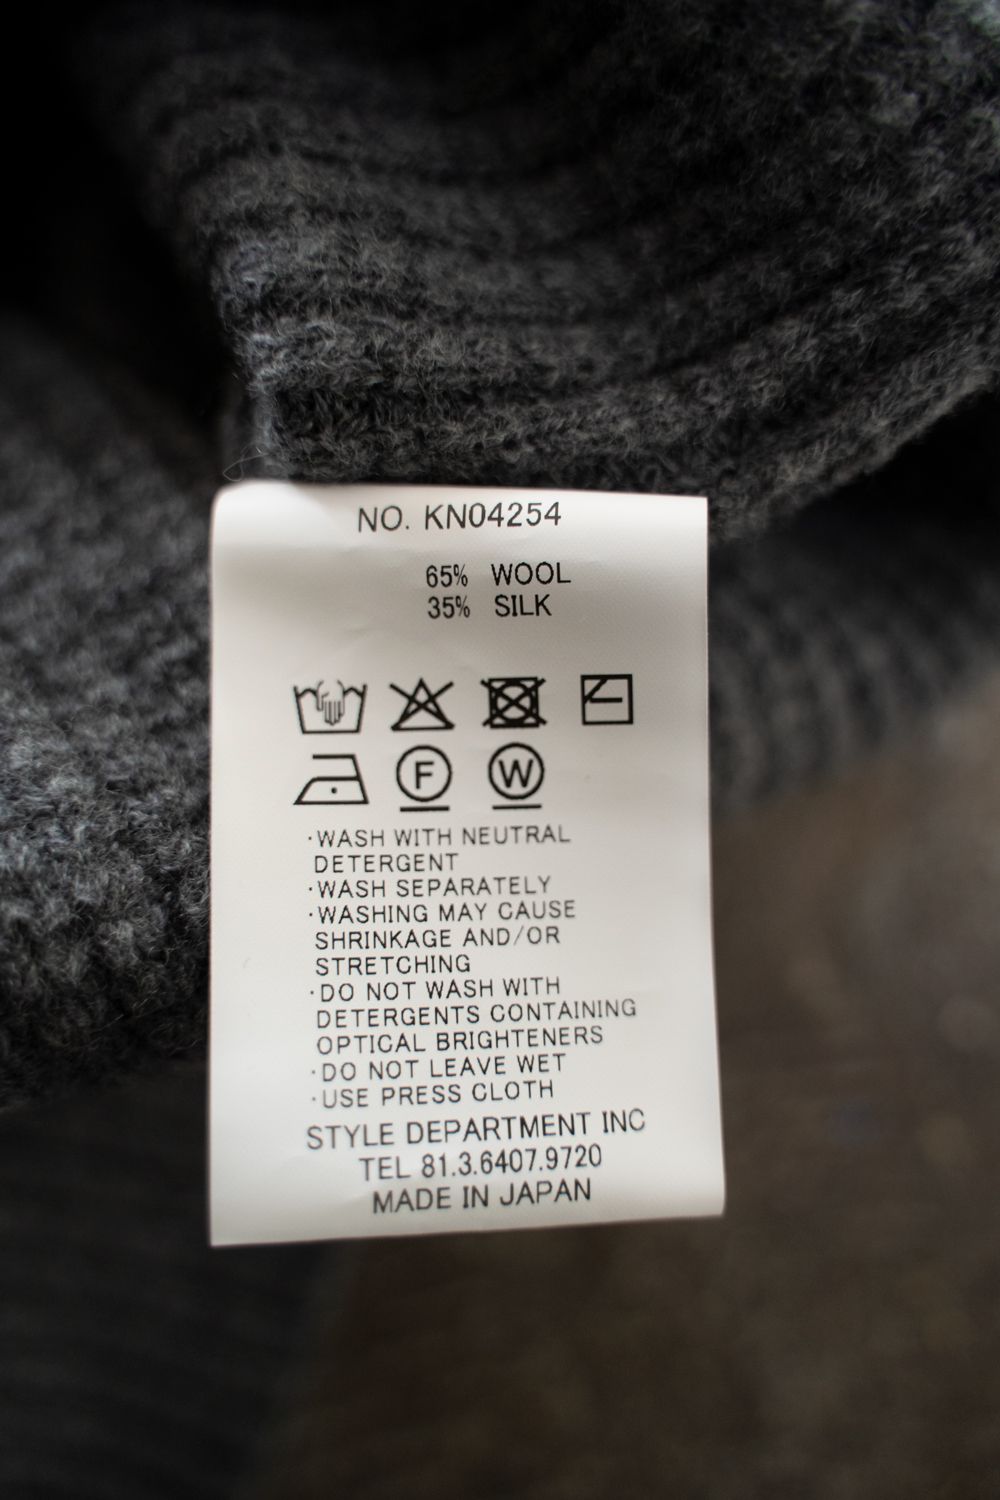 NO. KN04254
65% WOOL
35% SILK
F W
·WASH WITH NEUTRAL
DETERGENT
·WASH SEPARATELY
·WASHING MAY CAUSE
SHRINKAGE AND/OR
STRETCHING
·DO NOT WASH WITH
DETERGENTS CONTAINING
OPTICAL BRIGHTENERS
·DO NOT LEAVE WET
·USE PRESS CLOTH
STYLE DEPARTMENT INC
TEL 81.3.6407.9720
MADE IN JAPAN